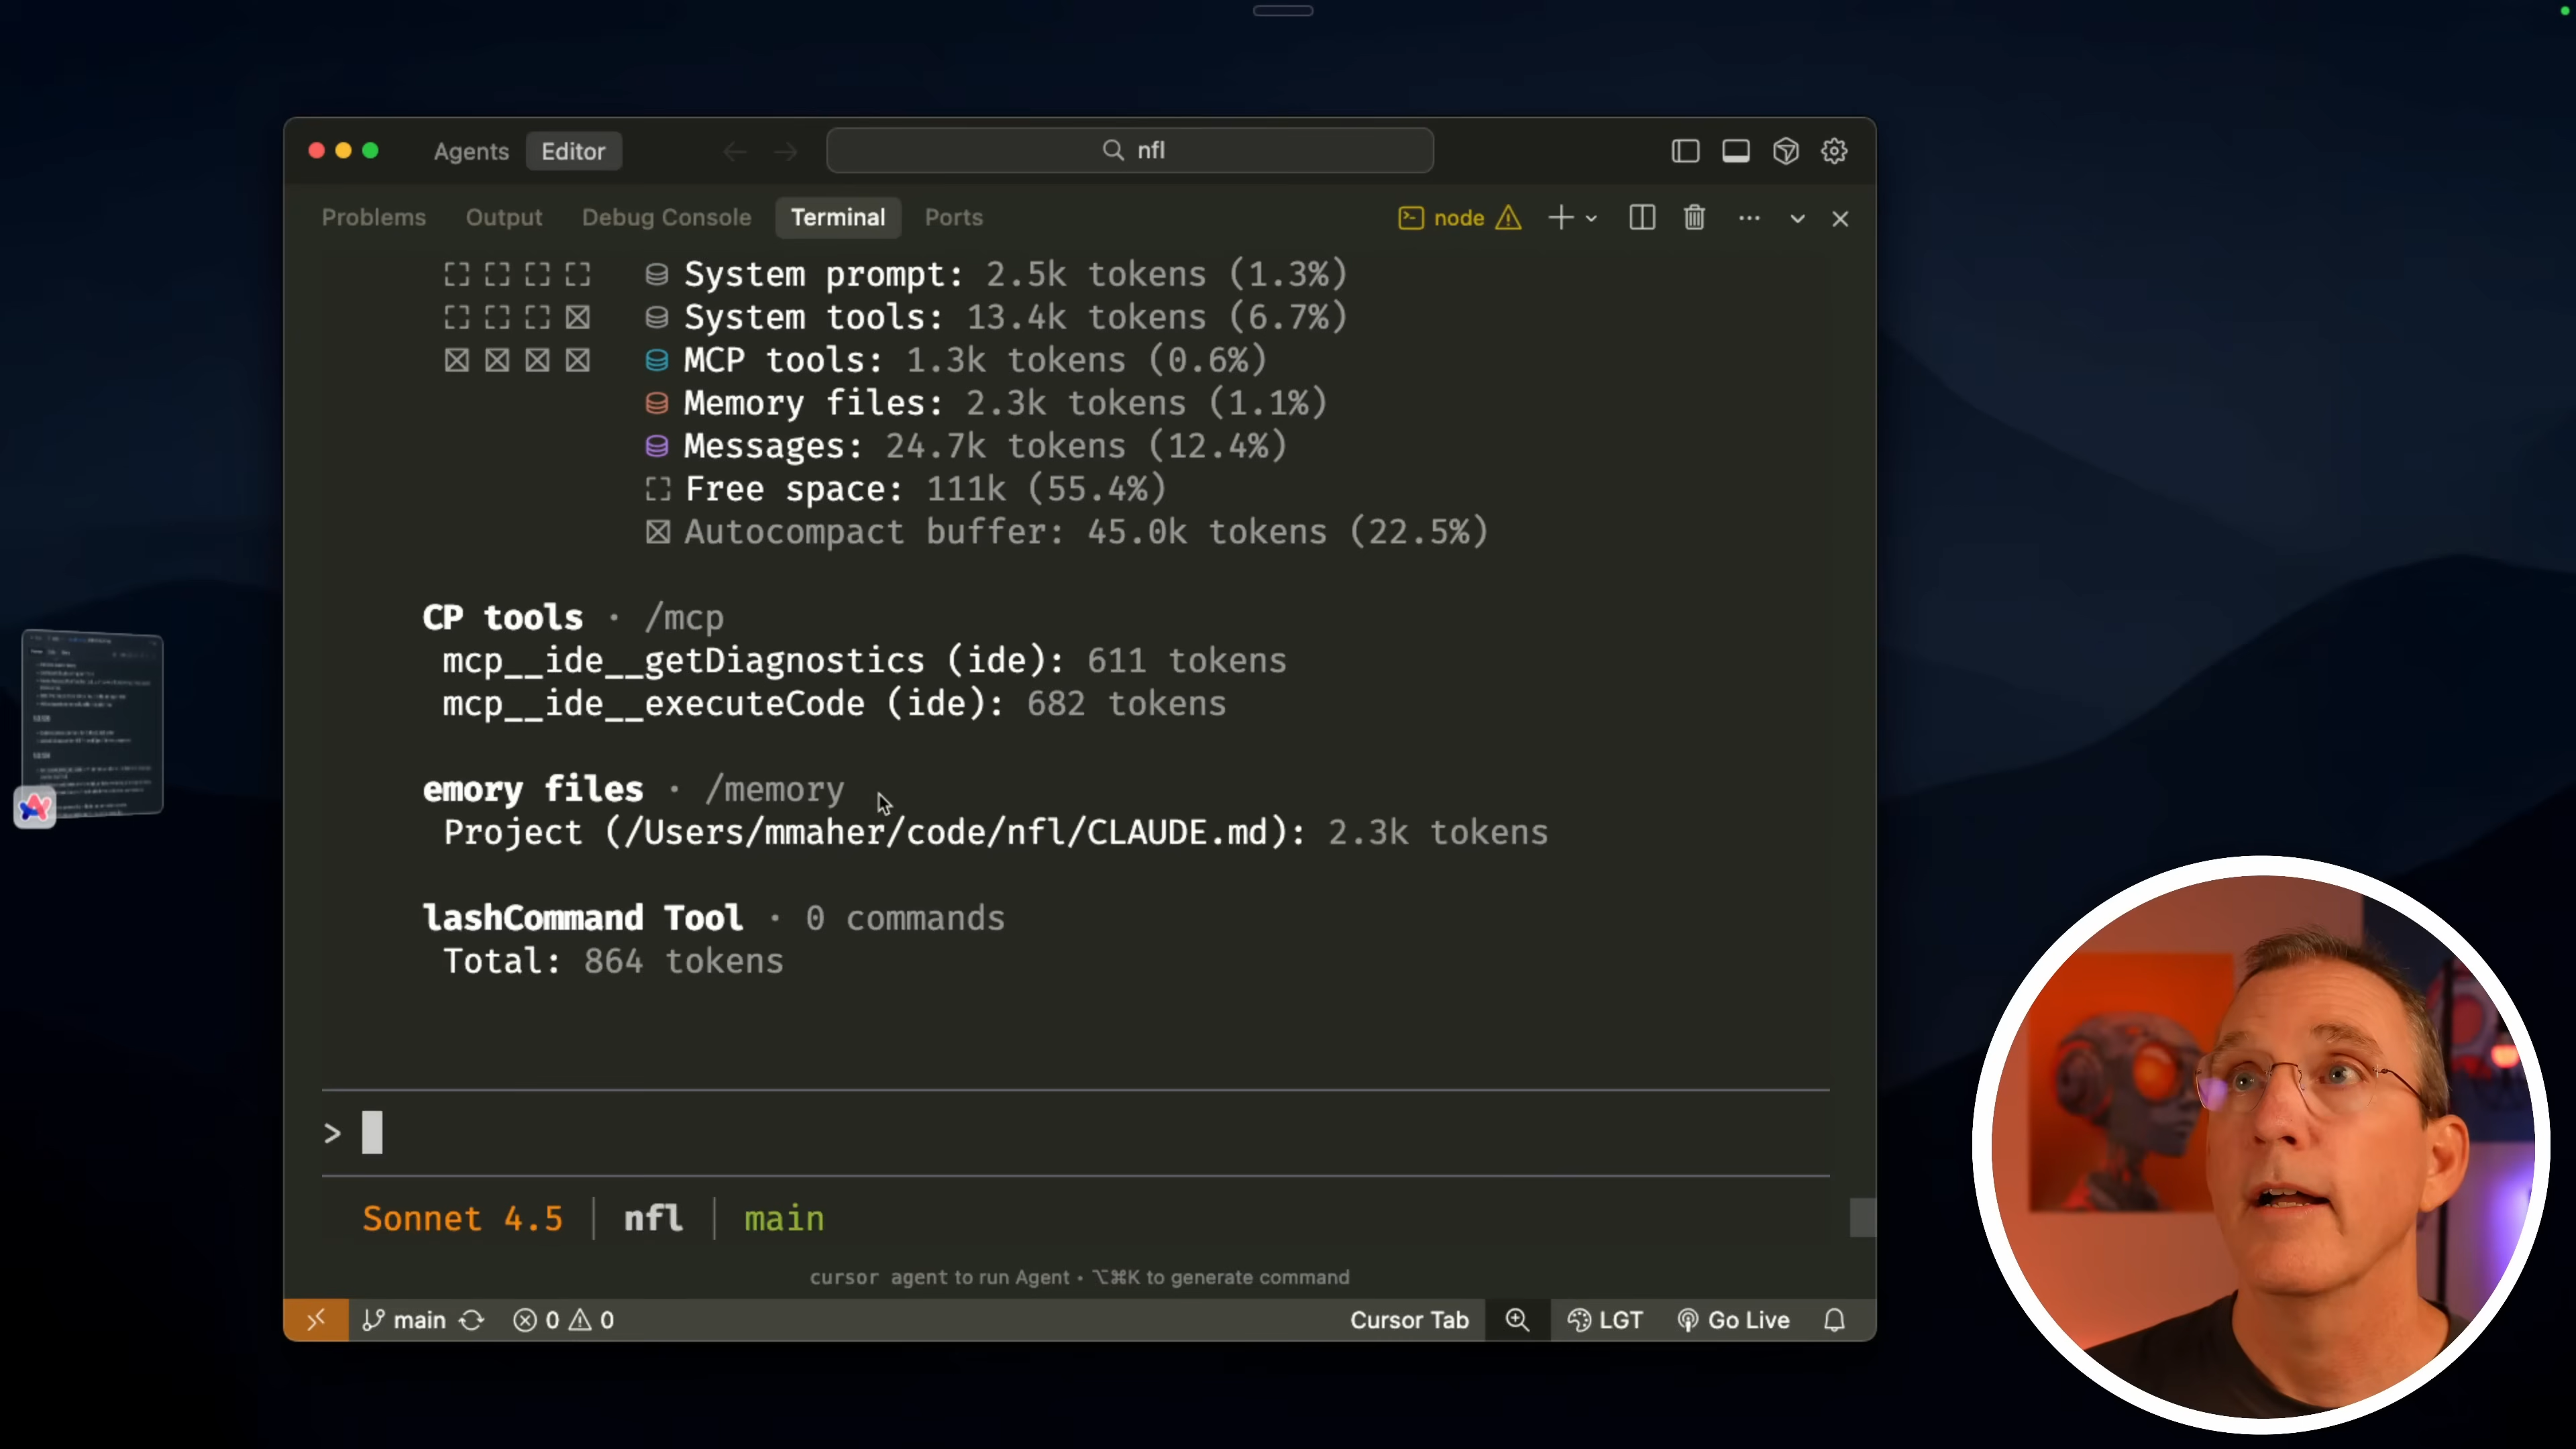 Agents Editor nfl
Problems Output Debug Console Terminal Ports node
System prompt: 2.5k tokens (1.3%)
System tools: 13.4k tokens (6.7%)
MCP tools: 1.3k tokens (0.6%)
Memory files: 2.3k tokens (1.1%)
Messages: 24.7k tokens (12.4%)
Free space: 111k (55.4%)
Autocompact buffer: 45.0k tokens (22.5%)
CP tools · /mcp
mcp__ide__getDiagnostics (ide): 611 tokens
mcp__ide__executeCode (ide): 682 tokens
emory files · /memory
Project (/Users/mmaher/code/nfl/CLAUDE.md): 2.3k tokens
lashCommand Tool · 0 commands
Total: 864 tokens
>
Sonnet 4.5 | nfl | main
cursor agent to run Agent • ⌥⌘K to generate command
main 0 0 Cursor Tab LGT Go Live